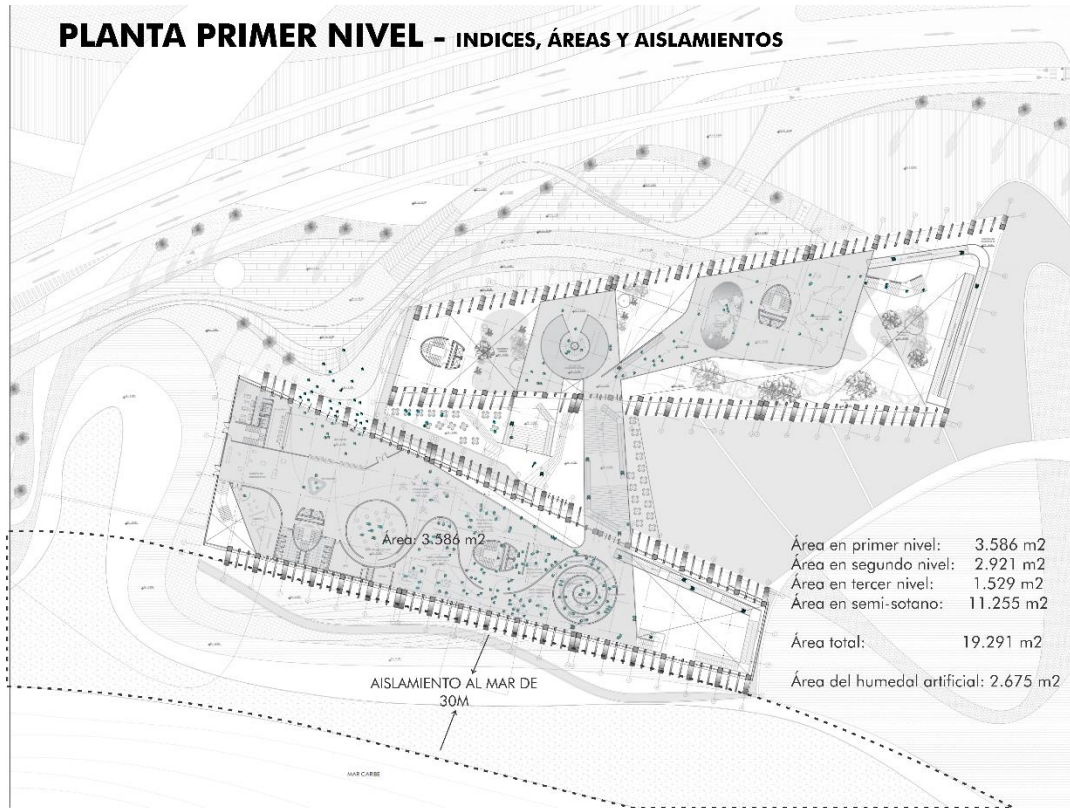 PLANTA PRIMER NIVEL - INDICES, ÁREAS Y AISLAMIENTOS
Área: 3.586 m2
Área en primer nivel: 3.586 m2
Área en segundo nivel: 2.921 m2
Área en tercer nivel: 1.529 m2
Área en semi-sotano: 11.255 m2
Área total: 19.291 m2
Área del humedal artificial: 2.675 m2
AISLAMIENTO AL MAR DE
30M
MAR CARIBE